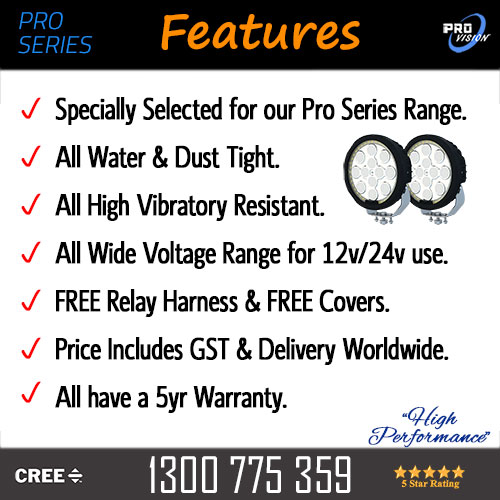 PRO
SERIES
Features
PRO
VISION
Specially Selected for our Pro Series Range.
All Water & Dust Tight.
All High Vibratory Resistant.
All Wide Voltage Range for 12v/24v use.
FREE Relay Harness & FREE Covers.
Price Includes GST & Delivery Worldwide.
All have a 5yr Warranty.
"High
Performance"
CREE
1300 775 359
5 Star Rating